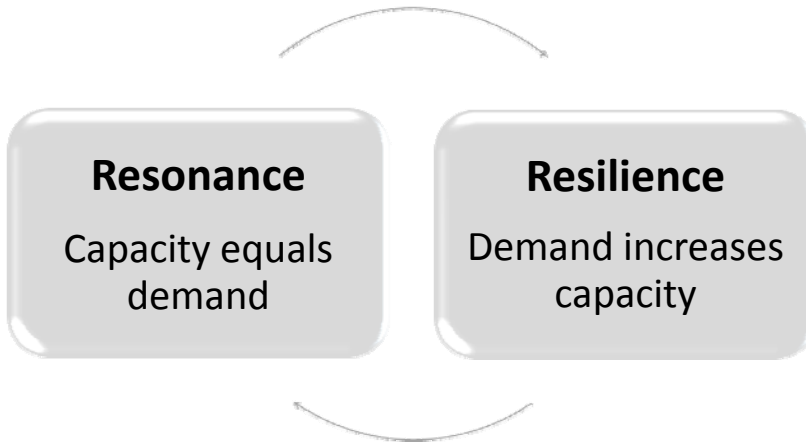 Resonance
Capacity equals
demand
Resilience
Demand increases
capacity